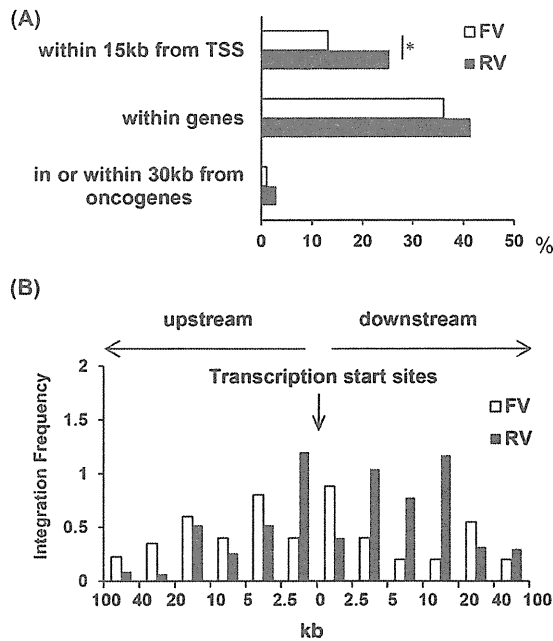 (A)
FV
RV
within 15kb from TSS
*
within genes
in or within 30kb from
oncogenes
0 10 20 30 40 50 %
(B)
upstream downstream
Transcription start sites
FV
RV
Integration Frequency
2
1.5
1
0.5
0
100 40 20 10 5 2.5 0 2.5 5 10 20 40 100
kb